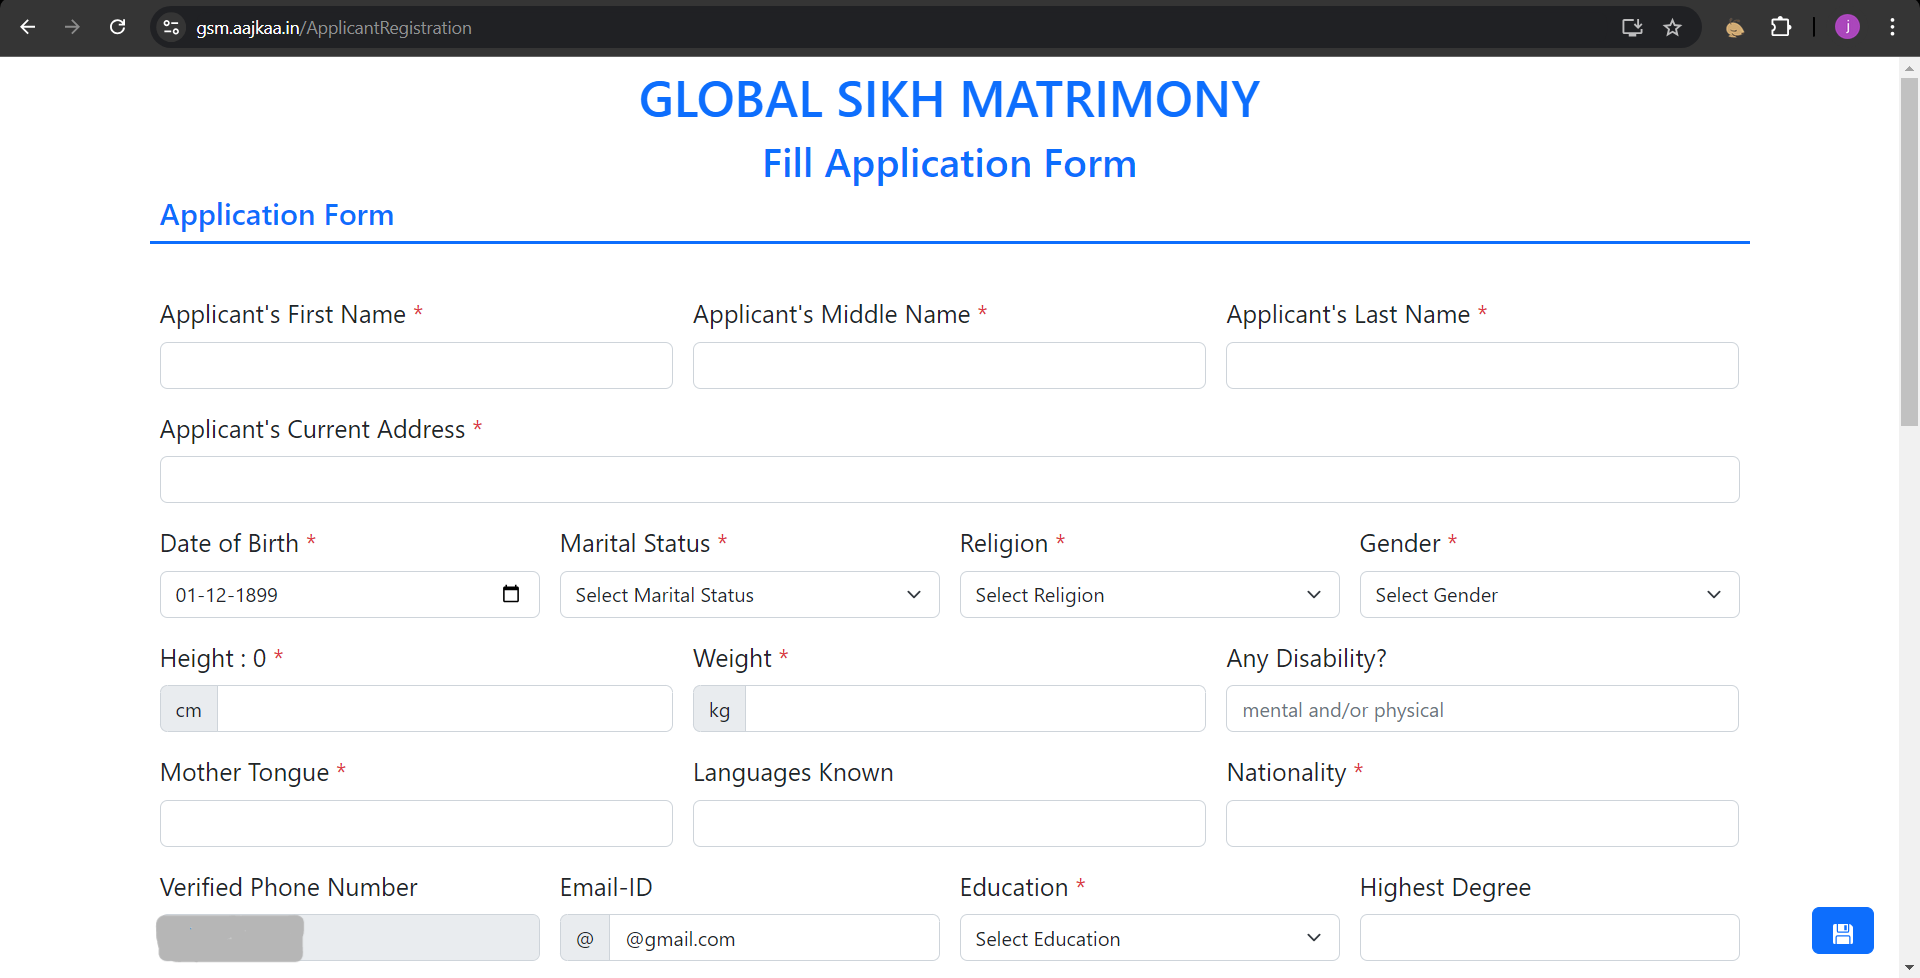 gsm.aajkaa.in/ApplicantRegistration
j
GLOBAL SIKH MATRIMONY
Fill Application Form
Application Form
Applicant's First Name * Applicant's Middle Name * Applicant's Last Name *
Applicant's Current Address *
Date of Birth * Marital Status * Religion * Gender *
01-12-1899 Select Marital Status Select Religion Select Gender
Height : 0 * Weight * Any Disability?
cm kg mental and/or physical
Mother Tongue * Languages Known Nationality *
Verified Phone Number Email-ID Education * Highest Degree
@ @gmail.com Select Education